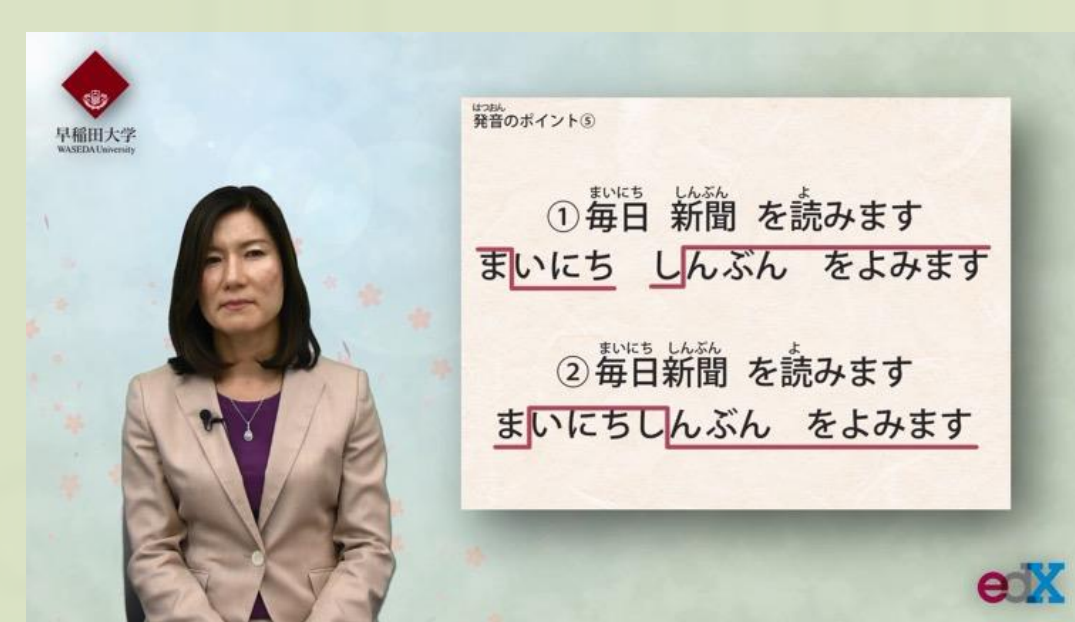 早稲田大学
WASEDA University
はつおん
発音のポイント⑤
まいにち しんぶん よ
①毎日 新聞 を読みます
まいにち しんぶん をよみます
まいにち しんぶん よ
②毎日新聞 を読みます
まいにちしんぶん をよみます
edX